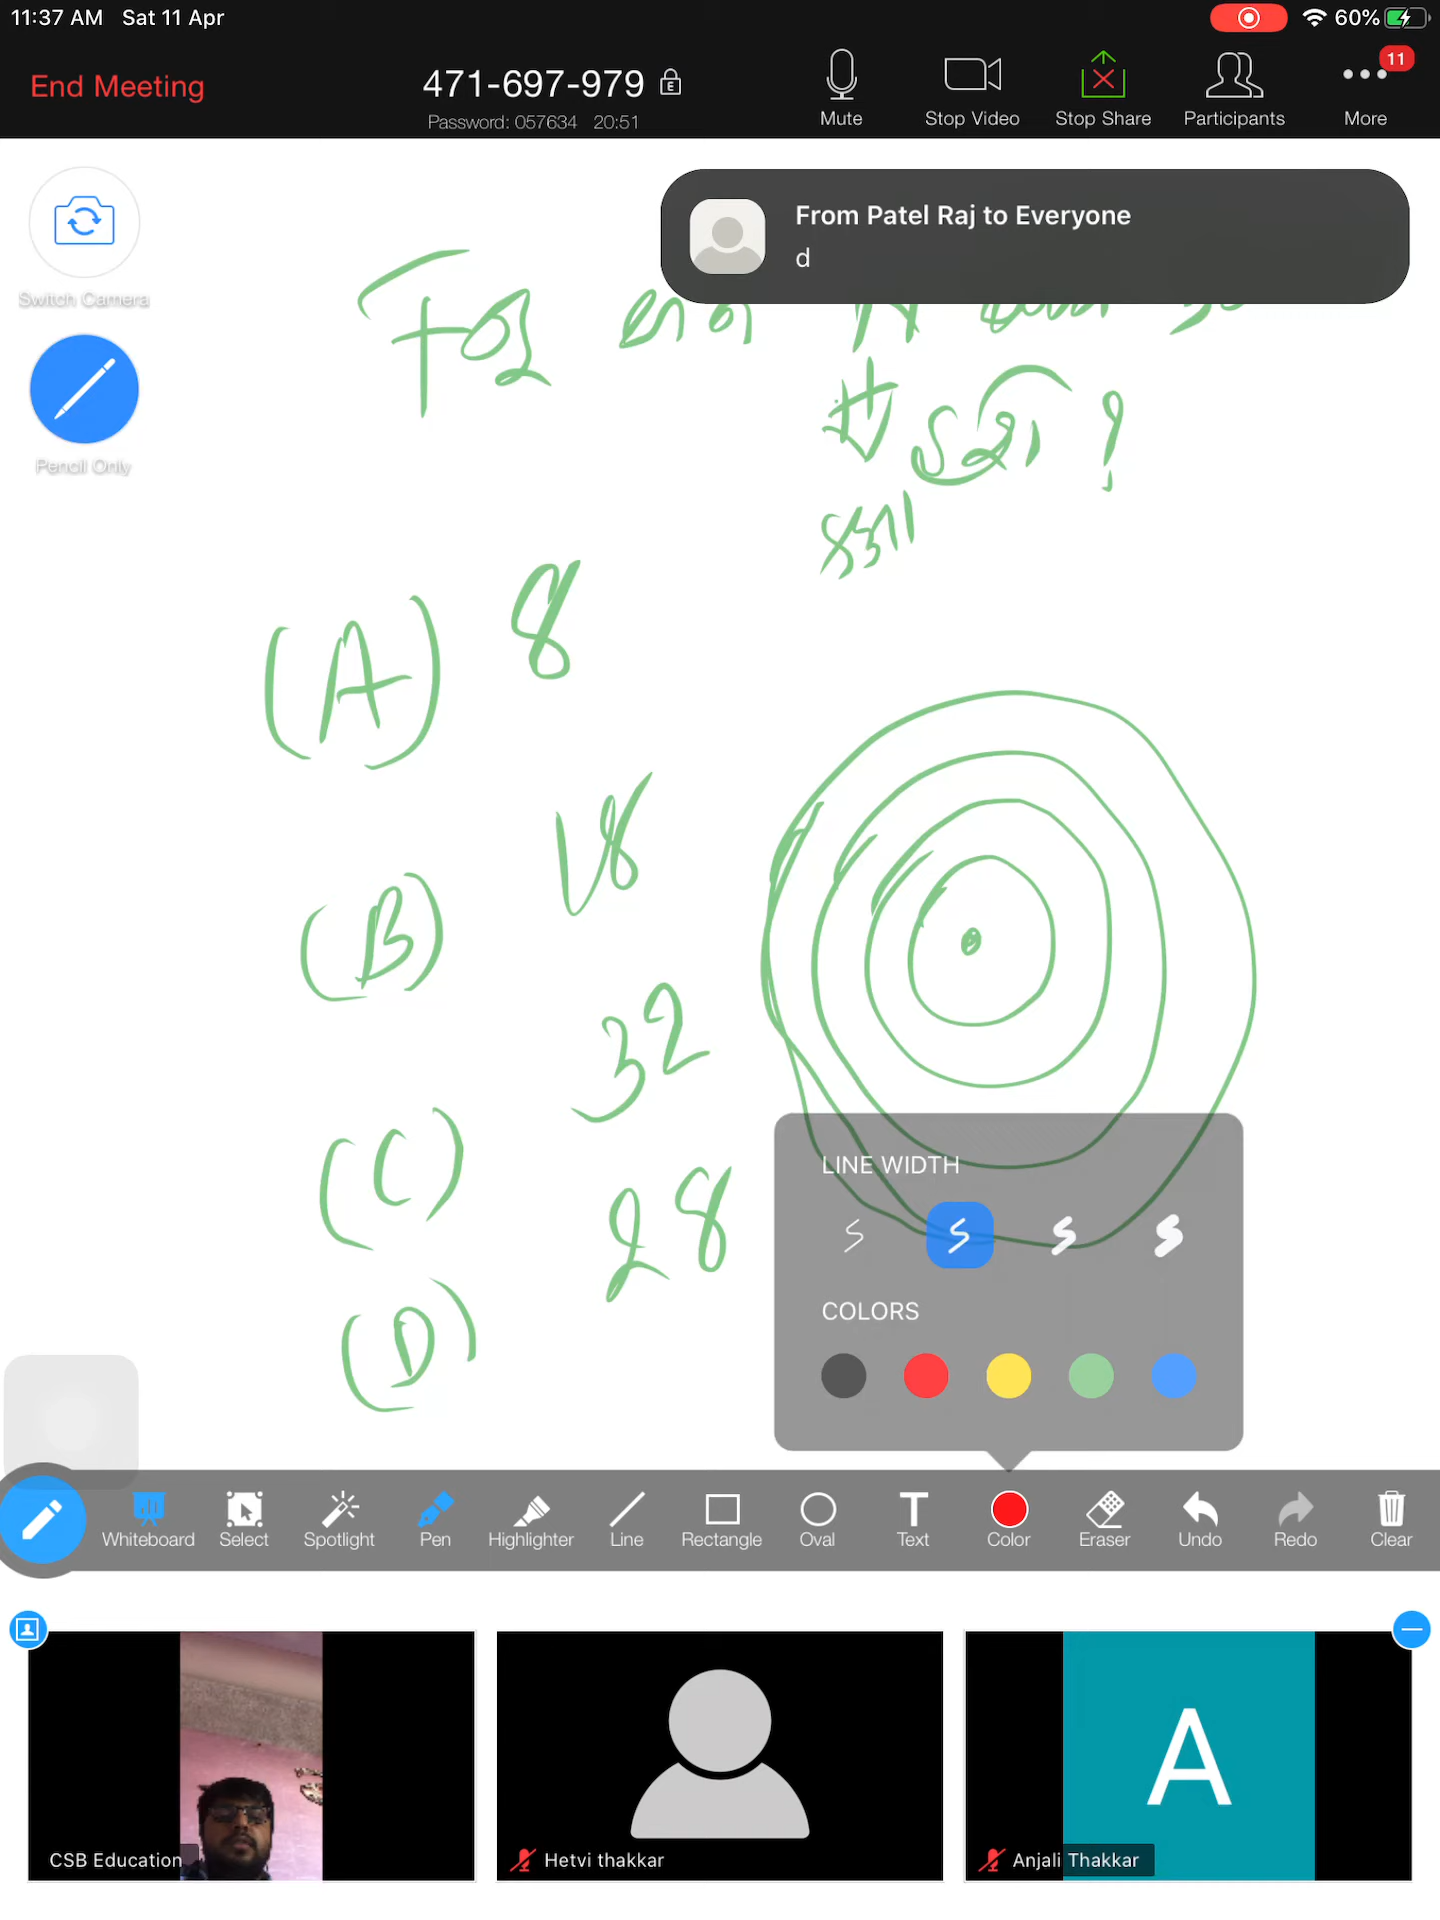 11:37 AM Sat 11 Apr 60%
End Meeting 471-697-979 Mute Stop Video Stop Share Participants More 11
Password: 057634 20:51
Switch Camera
Pencil Only
From Patel Raj to Everyone
d
?
(A) 8
(B) 18
(C) 32
(D) 28
LINE WIDTH
COLORS
Whiteboard Select Spotlight Pen Highlighter Line Rectangle Oval Text Color Eraser Undo Redo Clear
CSB Education Hetvi thakkar Anjali Thakkar
A